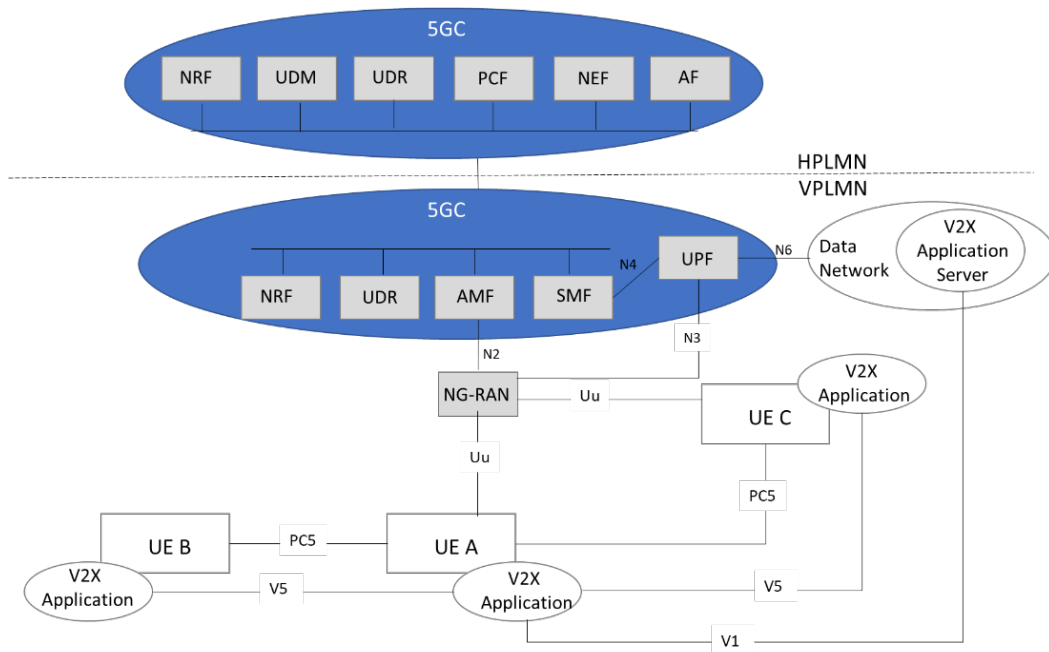 5GC
NRF
UDM
UDR
PCF
NEF
AF
HPLMN
VPLMN
5GC
NRF
UDR
AMF
SMF
N4
UPF
N6
Data
Network
V2X
Application
Server
N2
N3
NG-RAN
Uu
UE C
V2X
Application
Uu
PC5
UE B
PC5
UE A
V2X
Application
V5
V2X
Application
V5
V1